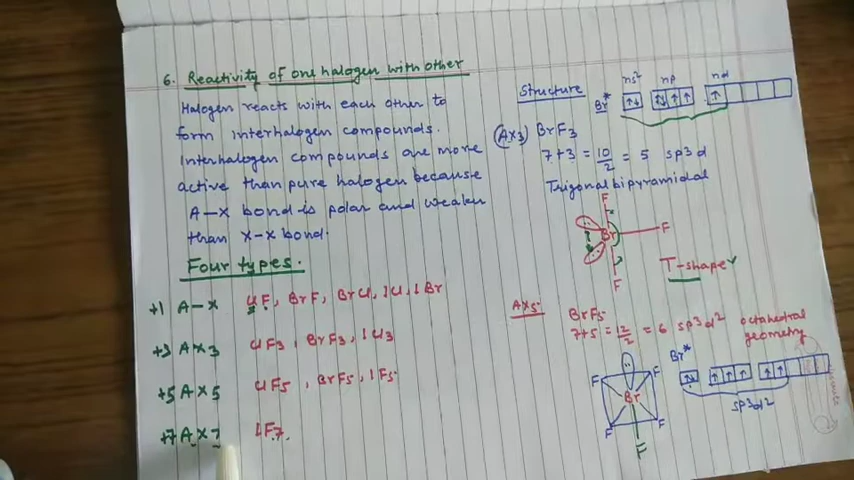 6. Reactivity of one halogen with other
Halogen reacts with each other to
form interhalogen compounds.
Interhalogen compounds are more
active than pure halogen because
A-X bond is polar and weaker
than X-X bond.
Four types.
+1 A-X ClF, BrF, BrCl, ICl, IBr
+3 AX3 ClF3, BrF3, ICl3
+5 AX5 ClF5, BrF5, IF5
+7 AX7 IF7.
Structure
Br* ns² np nd
(AX3) BrF3
7+3 = 10/2 = 5 sp3d
Trigonal bipyramidal
F
Br F
F
T-shape
AX5
BrF5
7+5 = 12/2 = 6 sp3d² octahedral
geometry
Br*
sp3d²
F F
Br
F F
F